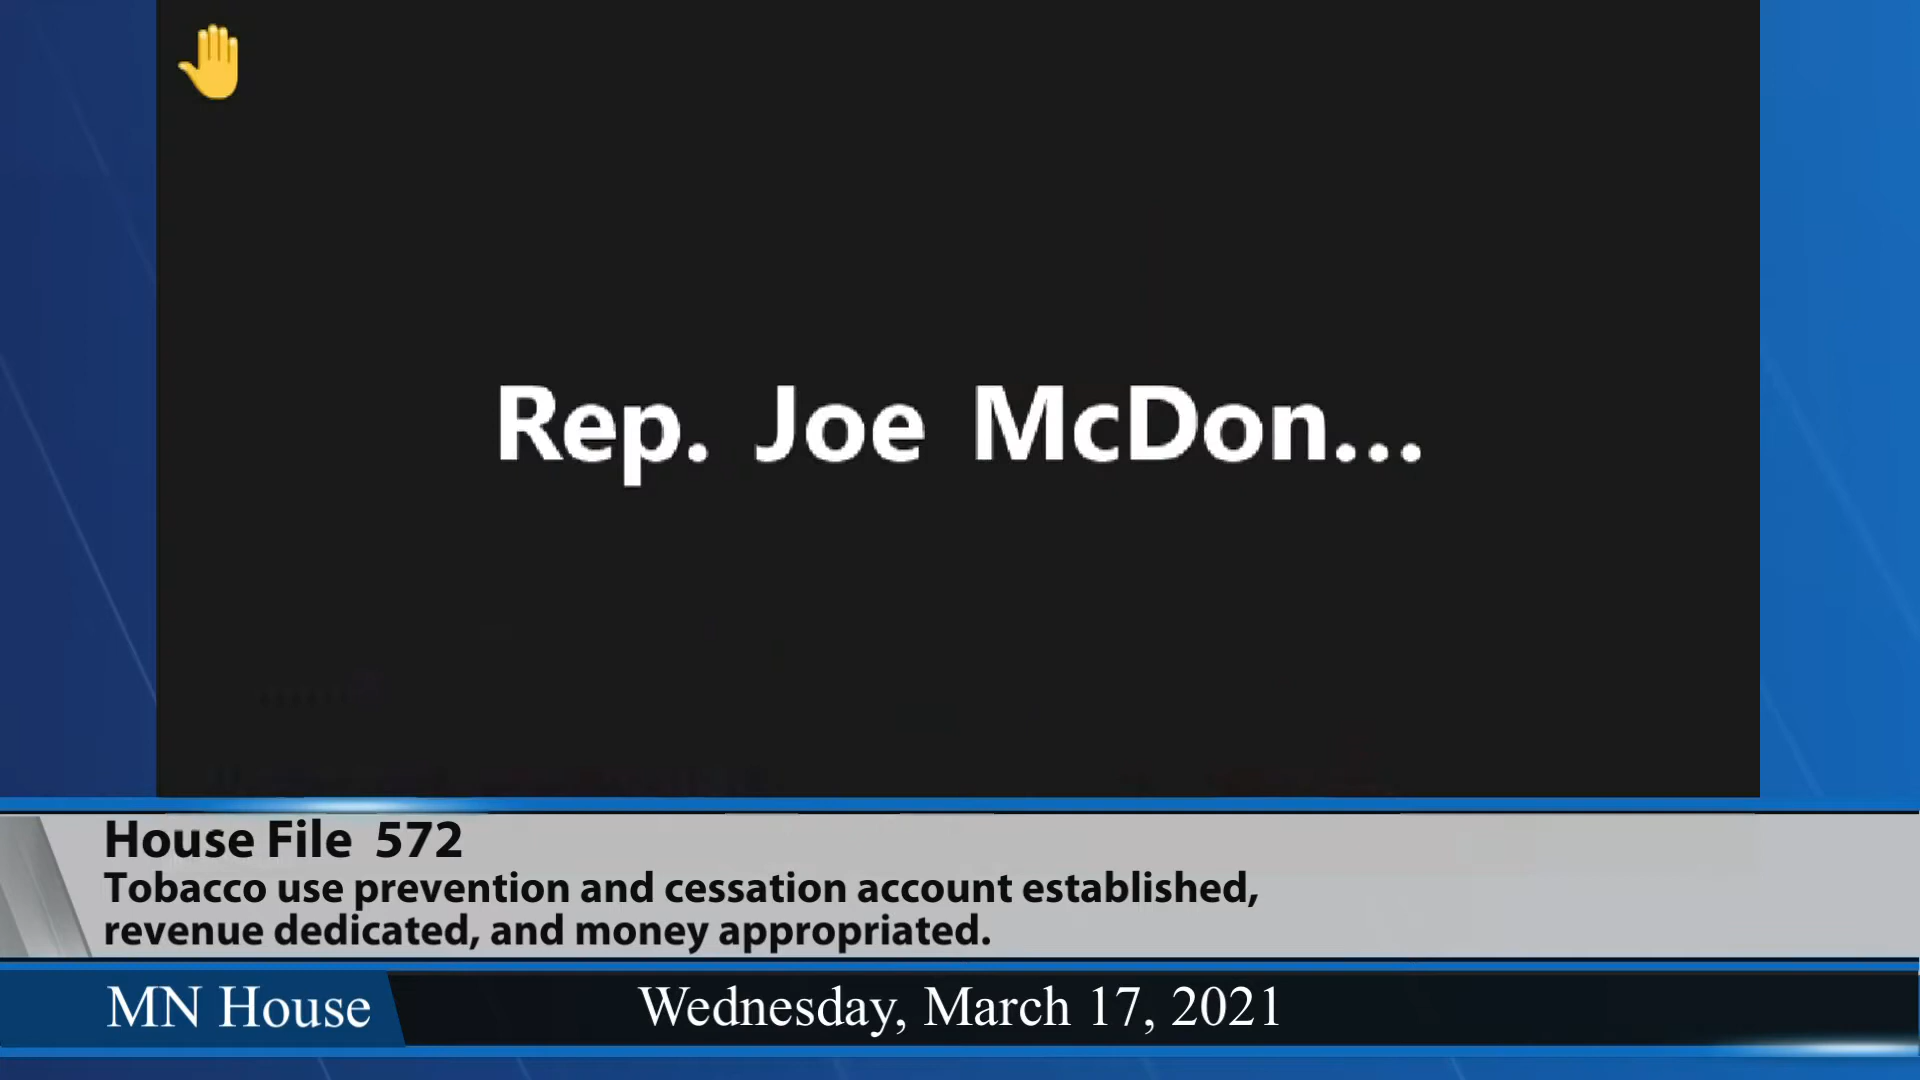 Rep. Joe McDon...
House File 572
Tobacco use prevention and cessation account established,
revenue dedicated, and money appropriated.
MN House
Wednesday, March 17, 2021